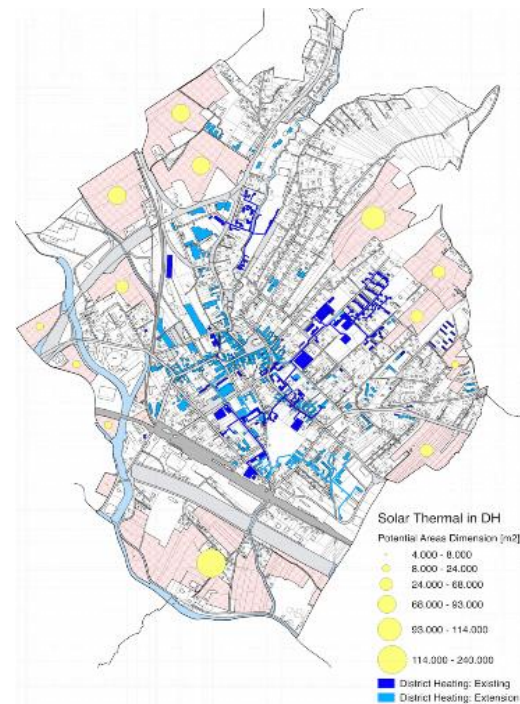 Solar Thermal in DH
Potential Areas Dimension [m2]
4.000 - 8.000
8.000 - 24.000
24.000 - 68.000
68.000 - 93.000
93.000 - 114.000
114.000 - 240.000
District Heating: Existing
District Heating: Extension